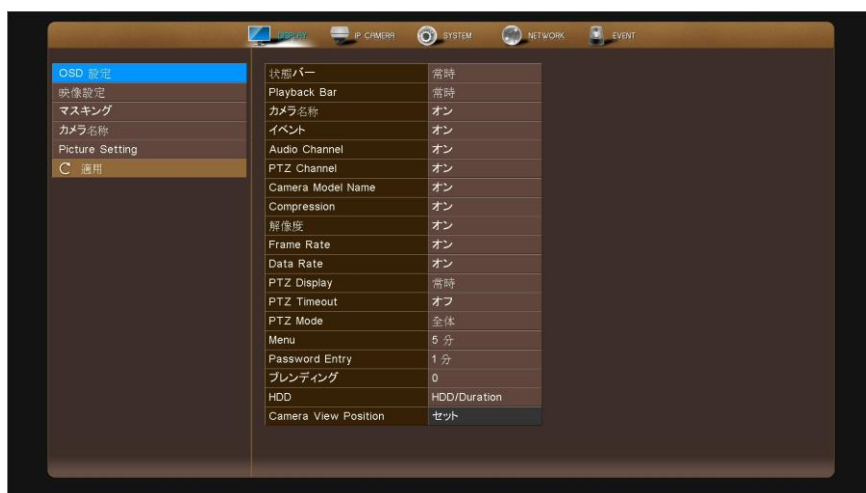 DISPLAY IP CAMERA SYSTEM NETWORK EVENT
OSD 設定
映像設定
マスキング
カメラ名称
Picture Setting
適用
状態バー 常時
Playback Bar 常時
カメラ名称 オン
イベント オン
Audio Channel オン
PTZ Channel オン
Camera Model Name オン
Compression オン
解像度 オン
Frame Rate オン
Data Rate オン
PTZ Display 常時
PTZ Timeout オフ
PTZ Mode 全体
Menu 5 分
Password Entry 1 分
ブレンディング 0
HDD HDD/Duration
Camera View Position セット